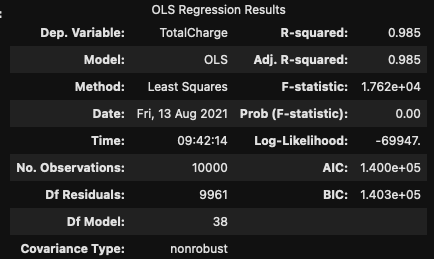 OLS Regression Results
Dep. Variable: TotalCharge R-squared: 0.985
Model: OLS Adj. R-squared: 0.985
Method: Least Squares F-statistic: 1.762e+04
Date: Fri, 13 Aug 2021 Prob (F-statistic): 0.00
Time: 09:42:14 Log-Likelihood: -69947.
No. Observations: 10000 AIC: 1.400e+05
Df Residuals: 9961 BIC: 1.403e+05
Df Model: 38
Covariance Type: nonrobust